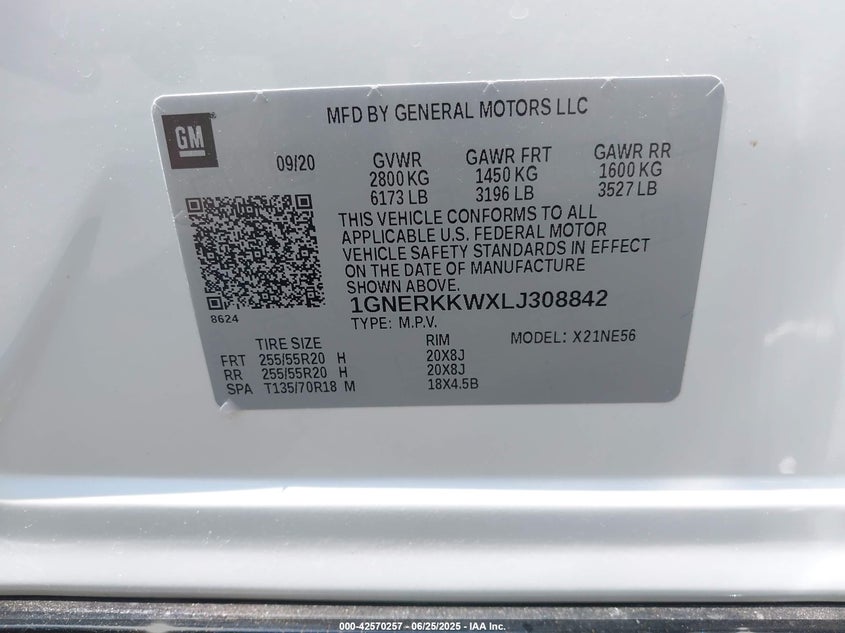 MFD BY GENERAL MOTORS LLC
GM
09/20 GVWR GAWR FRT GAWR RR
2800 KG 1450 KG 1600 KG
6173 LB 3196 LB 3527 LB
THIS VEHICLE CONFORMS TO ALL
APPLICABLE U.S. FEDERAL MOTOR
VEHICLE SAFETY STANDARDS IN EFFECT
ON THE DATE OF MANUFACTURE
SHOWN ABOVE.
8624
1GNERKKWXLJ308842
TYPE: M.P.V.
TIRE SIZE RIM MODEL: X21NE56
FRT 255/55R20 H 20X8J
RR 255/55R20 H 20X8J
SPA T135/70R18 M 18X4.5B
000-42570257 - 06/25/2025 - IAA Inc.